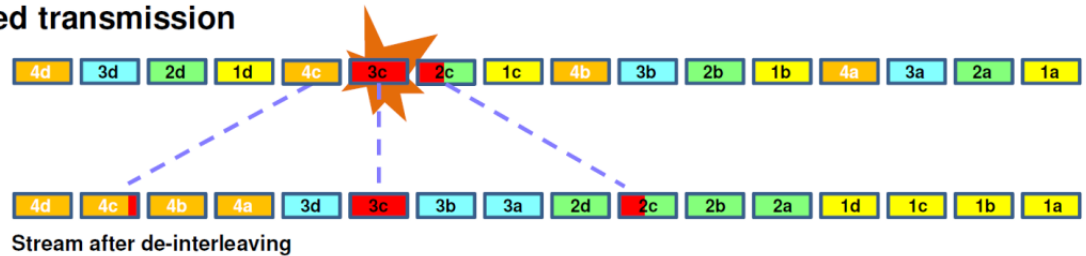 ed transmission
4d 3d 2d 1d 4c 3c 2c 1c 4b 3b 2b 1b 4a 3a 2a 1a
4d 4c 4b 4a 3d 3c 3b 3a 2d 2c 2b 2a 1d 1c 1b 1a
Stream after de-interleaving